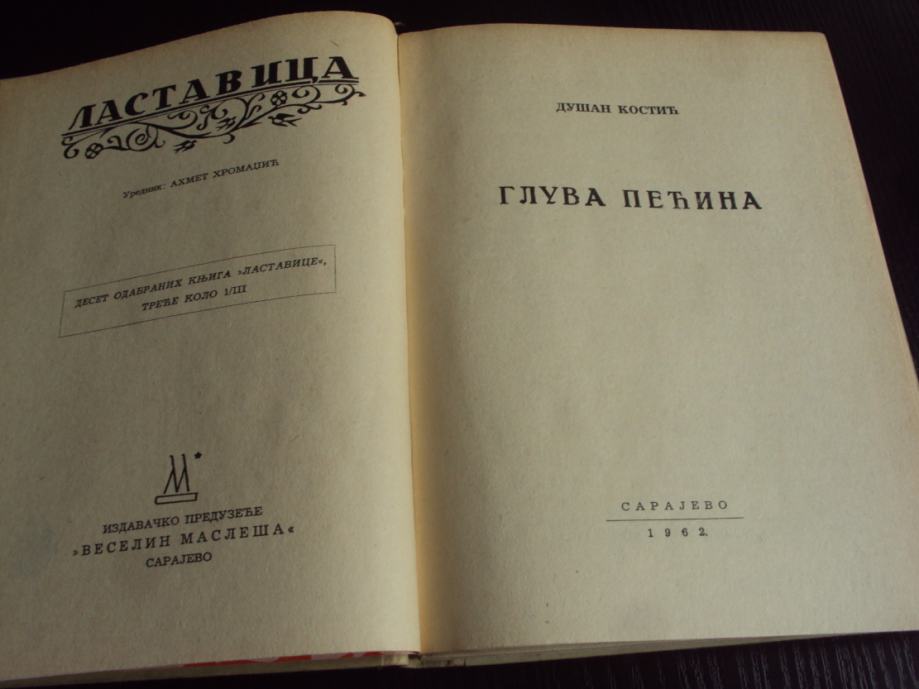 ЛАСТАВИЦА
Уредник: АХМЕТ ХРОМАЏИЋ
ДЕСЕТ ОДАБРАНИХ КЊИГА »ЛАСТАВИЦЕ«,
ТРЕЋЕ КОЛО 1/III
М
ИЗДАВАЧКО ПРЕДУЗЕЋЕ
»ВЕСЕЛИН МАСЛЕША«
САРАЈЕВО
ДУШАН КОСТИЋ
ГЛУВА ПЕЋИНА
САРАЈЕВО
1962.